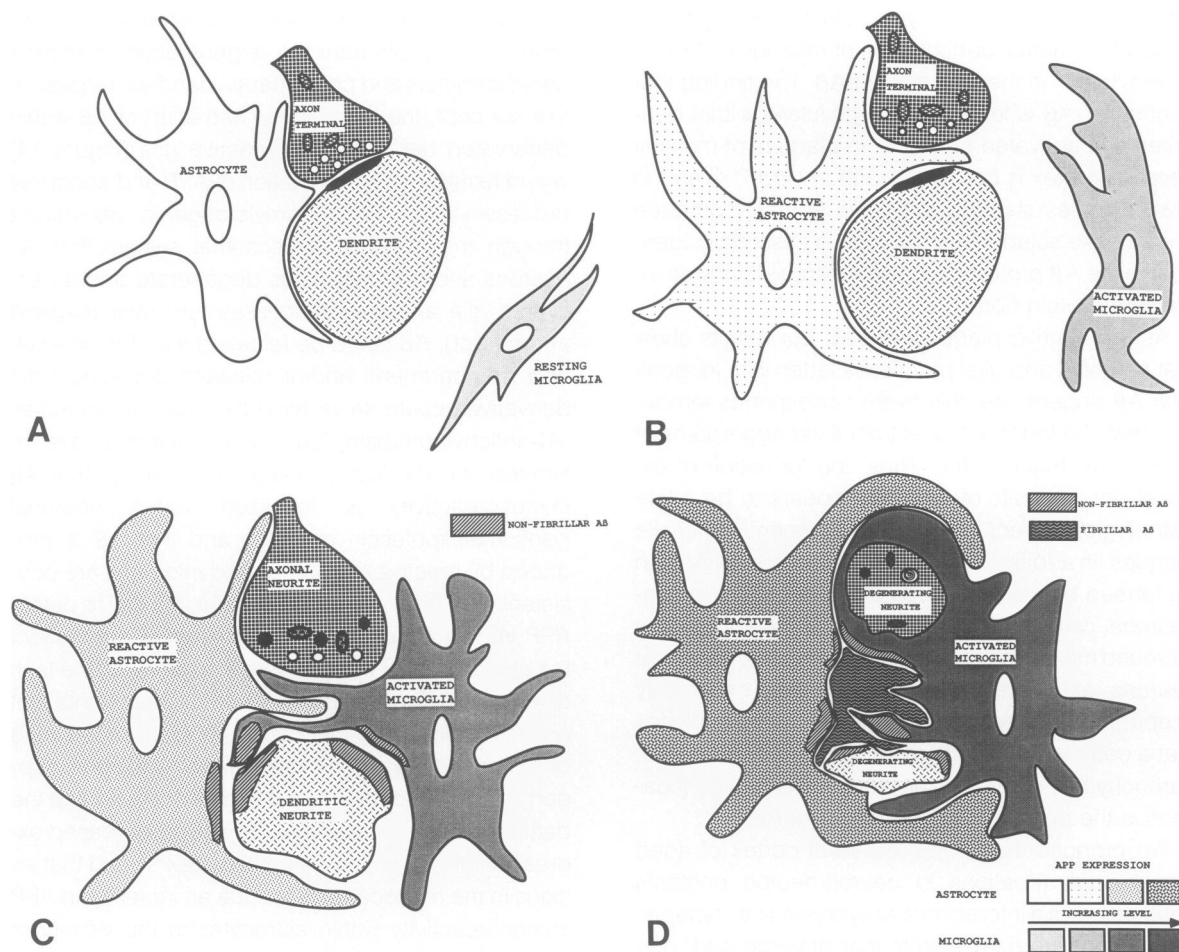 AXON
TERMINAL
ASTROCYTE
DENDRITE
RESTING
MICROGLIA
A
AXON
TERMINAL
REACTIVE
ASTROCYTE
DENDRITE
ACTIVATED
MICROGLIA
B
NON-FIBRILLAR Aß
AXONAL
NEURITE
REACTIVE
ASTROCYTE
ACTIVATED
MICROGLIA
DENDRITIC
NEURITE
C
NON-FIBRILLAR Aß
FIBRILLAR Aß
DEGENERATING
NEURITE
REACTIVE
ASTROCYTE
ACTIVATED
MICROGLIA
DEGENERATING
NEURITE
D
APP EXPRESSION
ASTROCYTE
INCREASING LEVEL
MICROGLIA